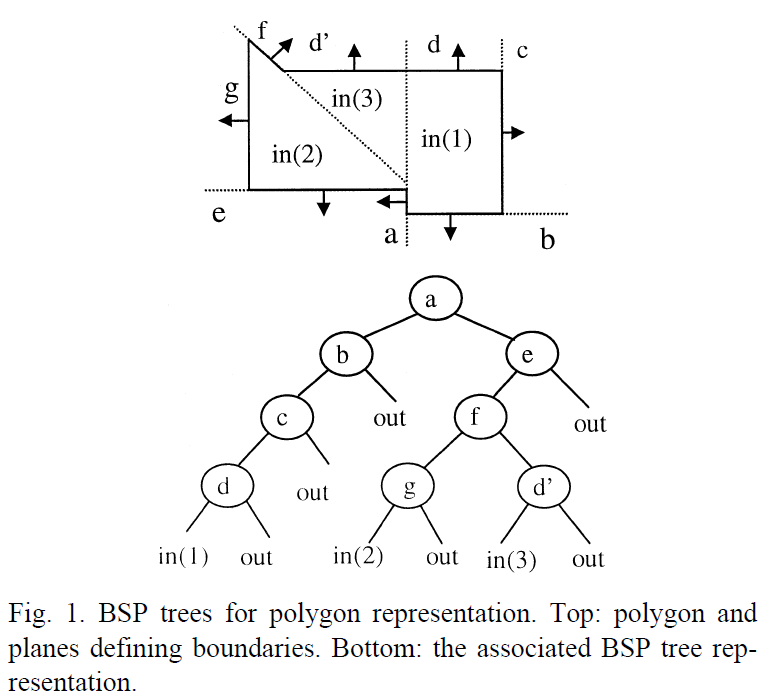 f d’ d c
g in(3) in(1)
in(2)
e a b
a
b e
c out f out
d out g d’
in(1) out in(2) out in(3) out
Fig. 1. BSP trees for polygon representation. Top: polygon and
planes defining boundaries. Bottom: the associated BSP tree rep-
resentation.